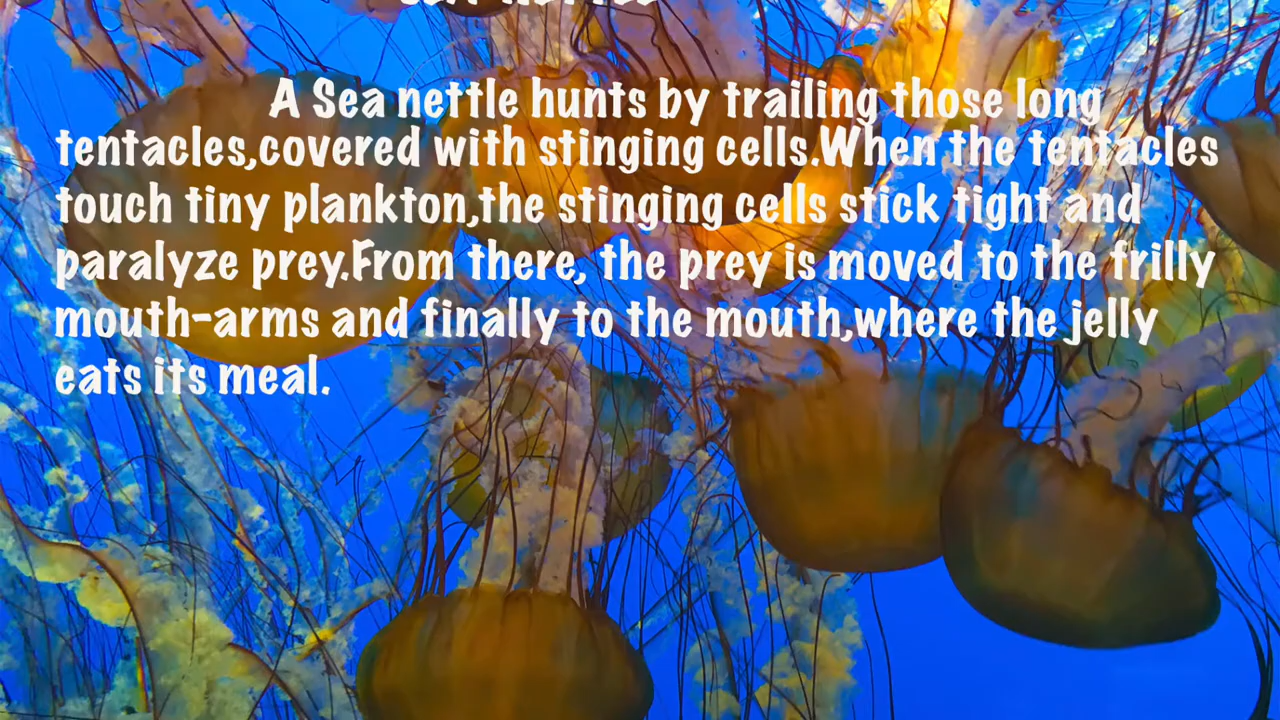 A Sea nettle hunts by trailing those long
tentacles,covered with stinging cells.When the tentacles
touch tiny plankton,the stinging cells stick tight and
paralyze prey.From there, the prey is moved to the frilly
mouth-arms and finally to the mouth,where the jelly
eats its meal.